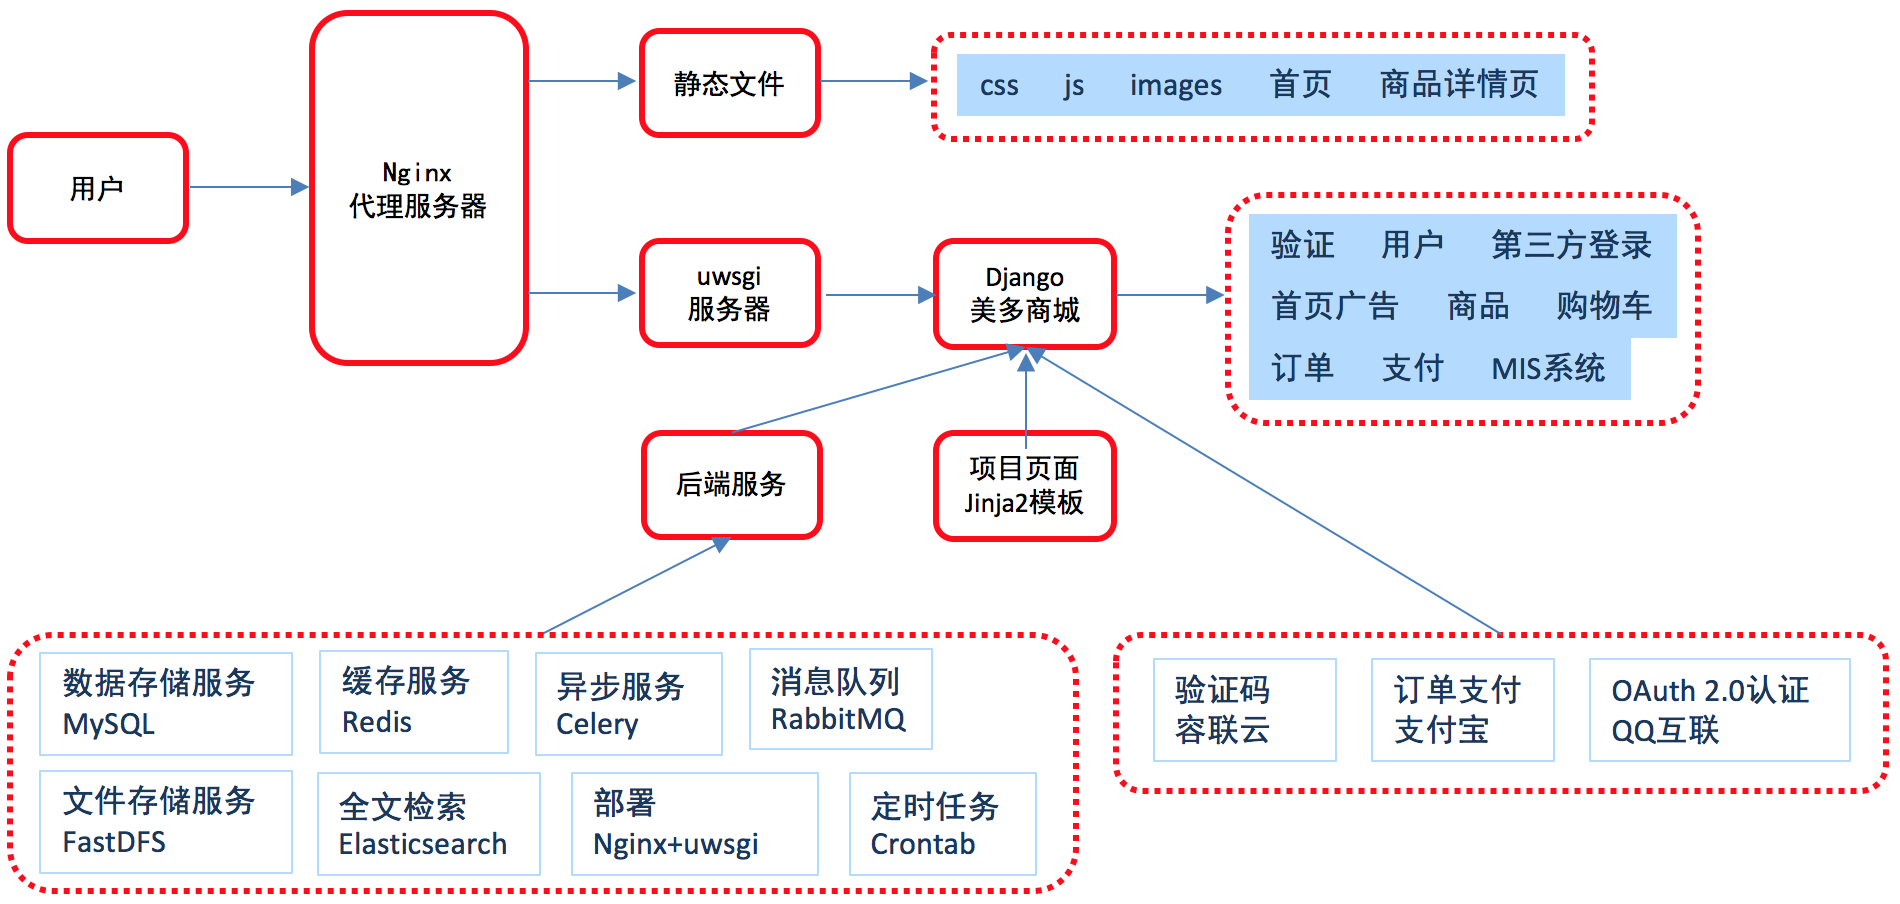 用户
Nginx
代理服务器
静态文件
css js images 首页 商品详情页
uwsgi
服务器
Django
美多商城
验证 用户 第三方登录
首页广告 商品 购物车
订单 支付 MIS系统
后端服务
项目页面
Jinja2模板
数据存储服务
MySQL
缓存服务
Redis
异步服务
Celery
消息队列
RabbitMQ
文件存储服务
FastDFS
全文检索
Elasticsearch
部署
Nginx+uwsgi
定时任务
Crontab
验证码
容联云
订单支付
支付宝
OAuth 2.0认证
QQ互联